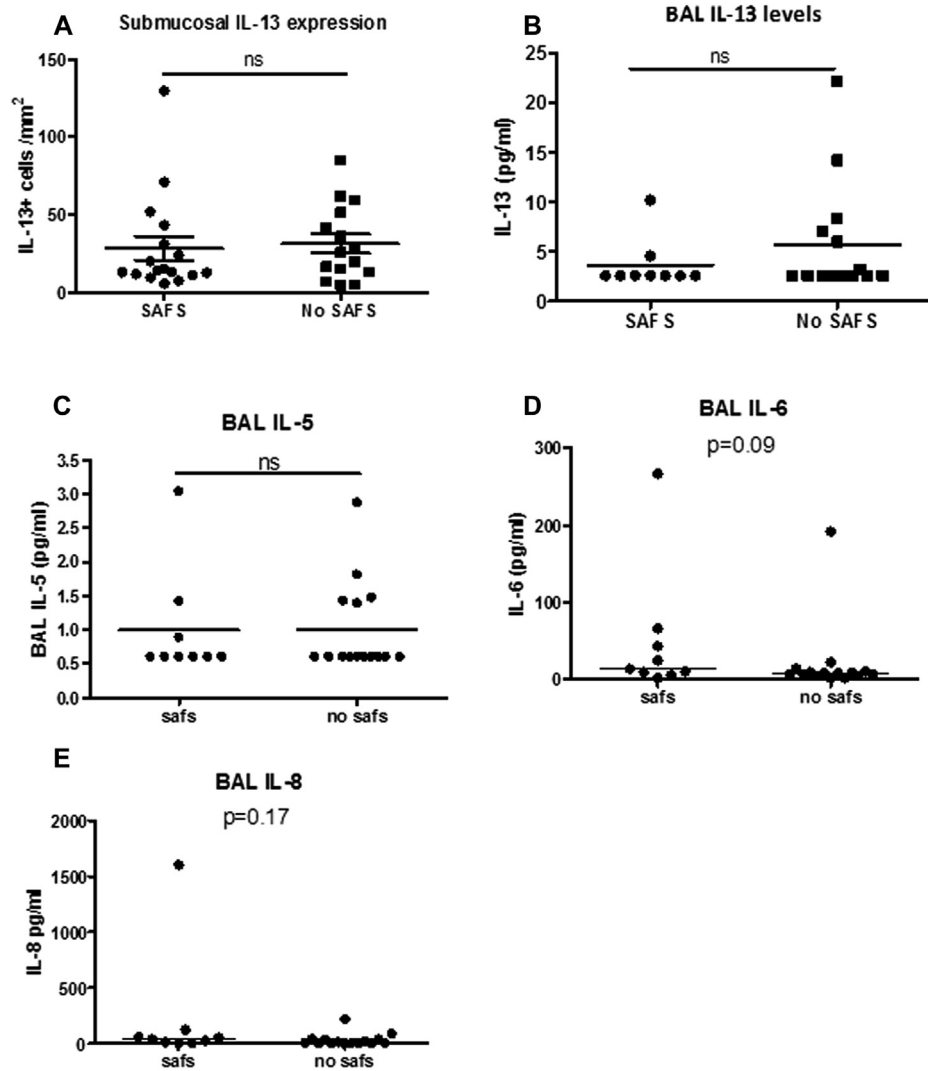 A
Submucosal IL-13 expression
ns
IL-13+ cells /mm²
150
100
50
0
SAFS
No SAFS
B
BAL IL-13 levels
ns
IL-13 (pg/ml)
25
20
15
10
5
0
SAFS
No SAFS
C
BAL IL-5
ns
BAL IL-5 (pg/ml)
3.5
3.0
2.5
2.0
1.5
1.0
0.5
0.0
safs
no safs
D
BAL IL-6
p=0.09
IL-6 (pg/ml)
300
200
100
0
safs
no safs
E
BAL IL-8
p=0.17
IL-8 pg/ml
2000
1500
1000
500
0
safs
no safs